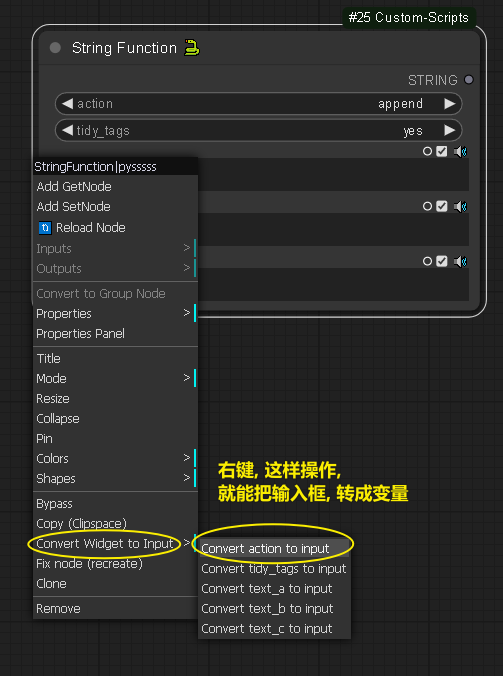 #25 Custom-Scripts
String Function
STRING
action append
tidy_tags yes
StringFunction|pysssss
Add GetNode
Add SetNode
Reload Node
Inputs >
Outputs >
Convert to Group Node
Properties >
Properties Panel
Title
Mode >
Resize
Collapse
Pin
Colors >
Shapes >
右键, 这样操作,
就能把输入框, 转成变量
Bypass
Copy (Clipspace)
Convert Widget to Input >
Convert action to input
Fix node (recreate)
Convert tidy_tags to input
Clone
Convert text_a to input
Remove
Convert text_b to input
Convert text_c to input